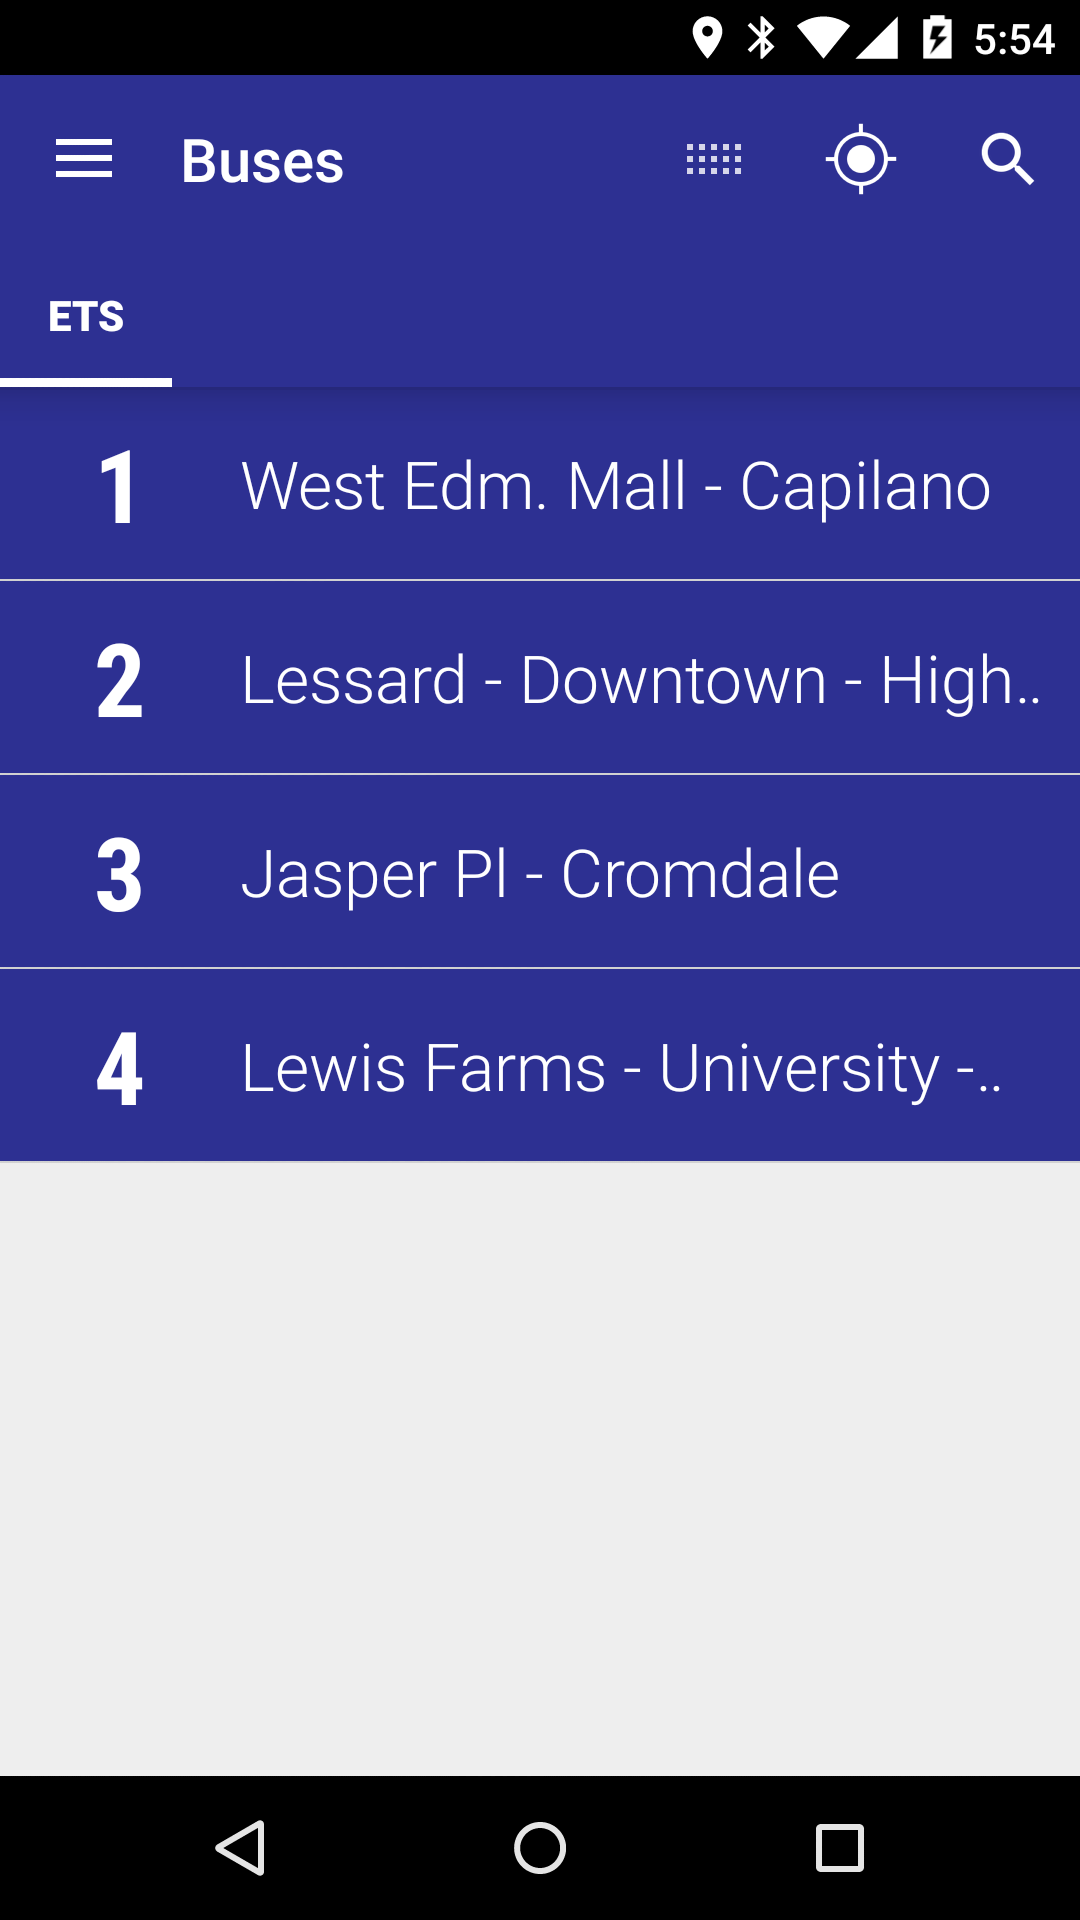 5:54
Buses
ETS
1 West Edm. Mall - Capilano
2 Lessard - Downtown - High..
3 Jasper Pl - Cromdale
4 Lewis Farms - University -..